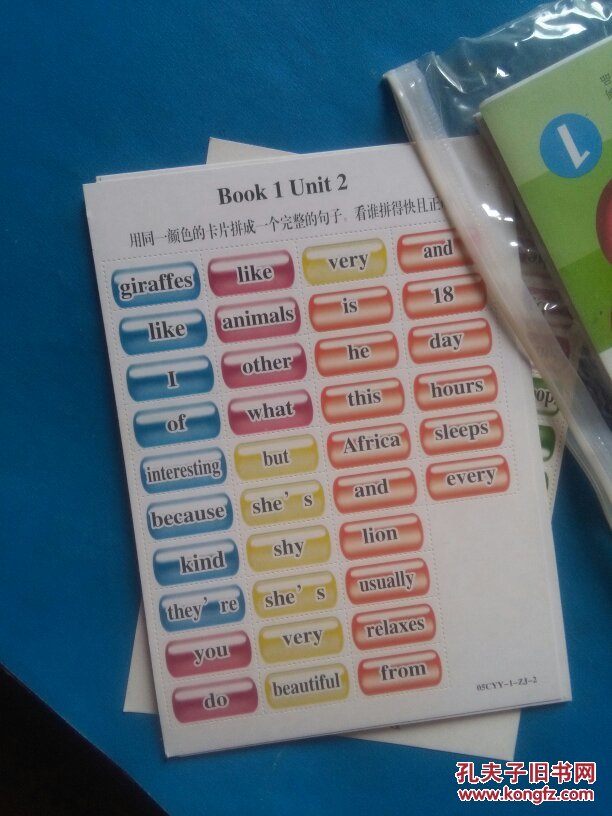 Book 1 Unit 2
用同一颜色的卡片拼成一个完整的句子。看谁拼得快且正
giraffes like very and
like animals is 18
I other he day
of what this hours
interesting but Africa sleeps
because she's and every
kind shy lion
they're she's usually
you very relaxes
do beautiful from
05CYY-1-ZJ-2
1
孔夫子旧书网
www.kongfz.com